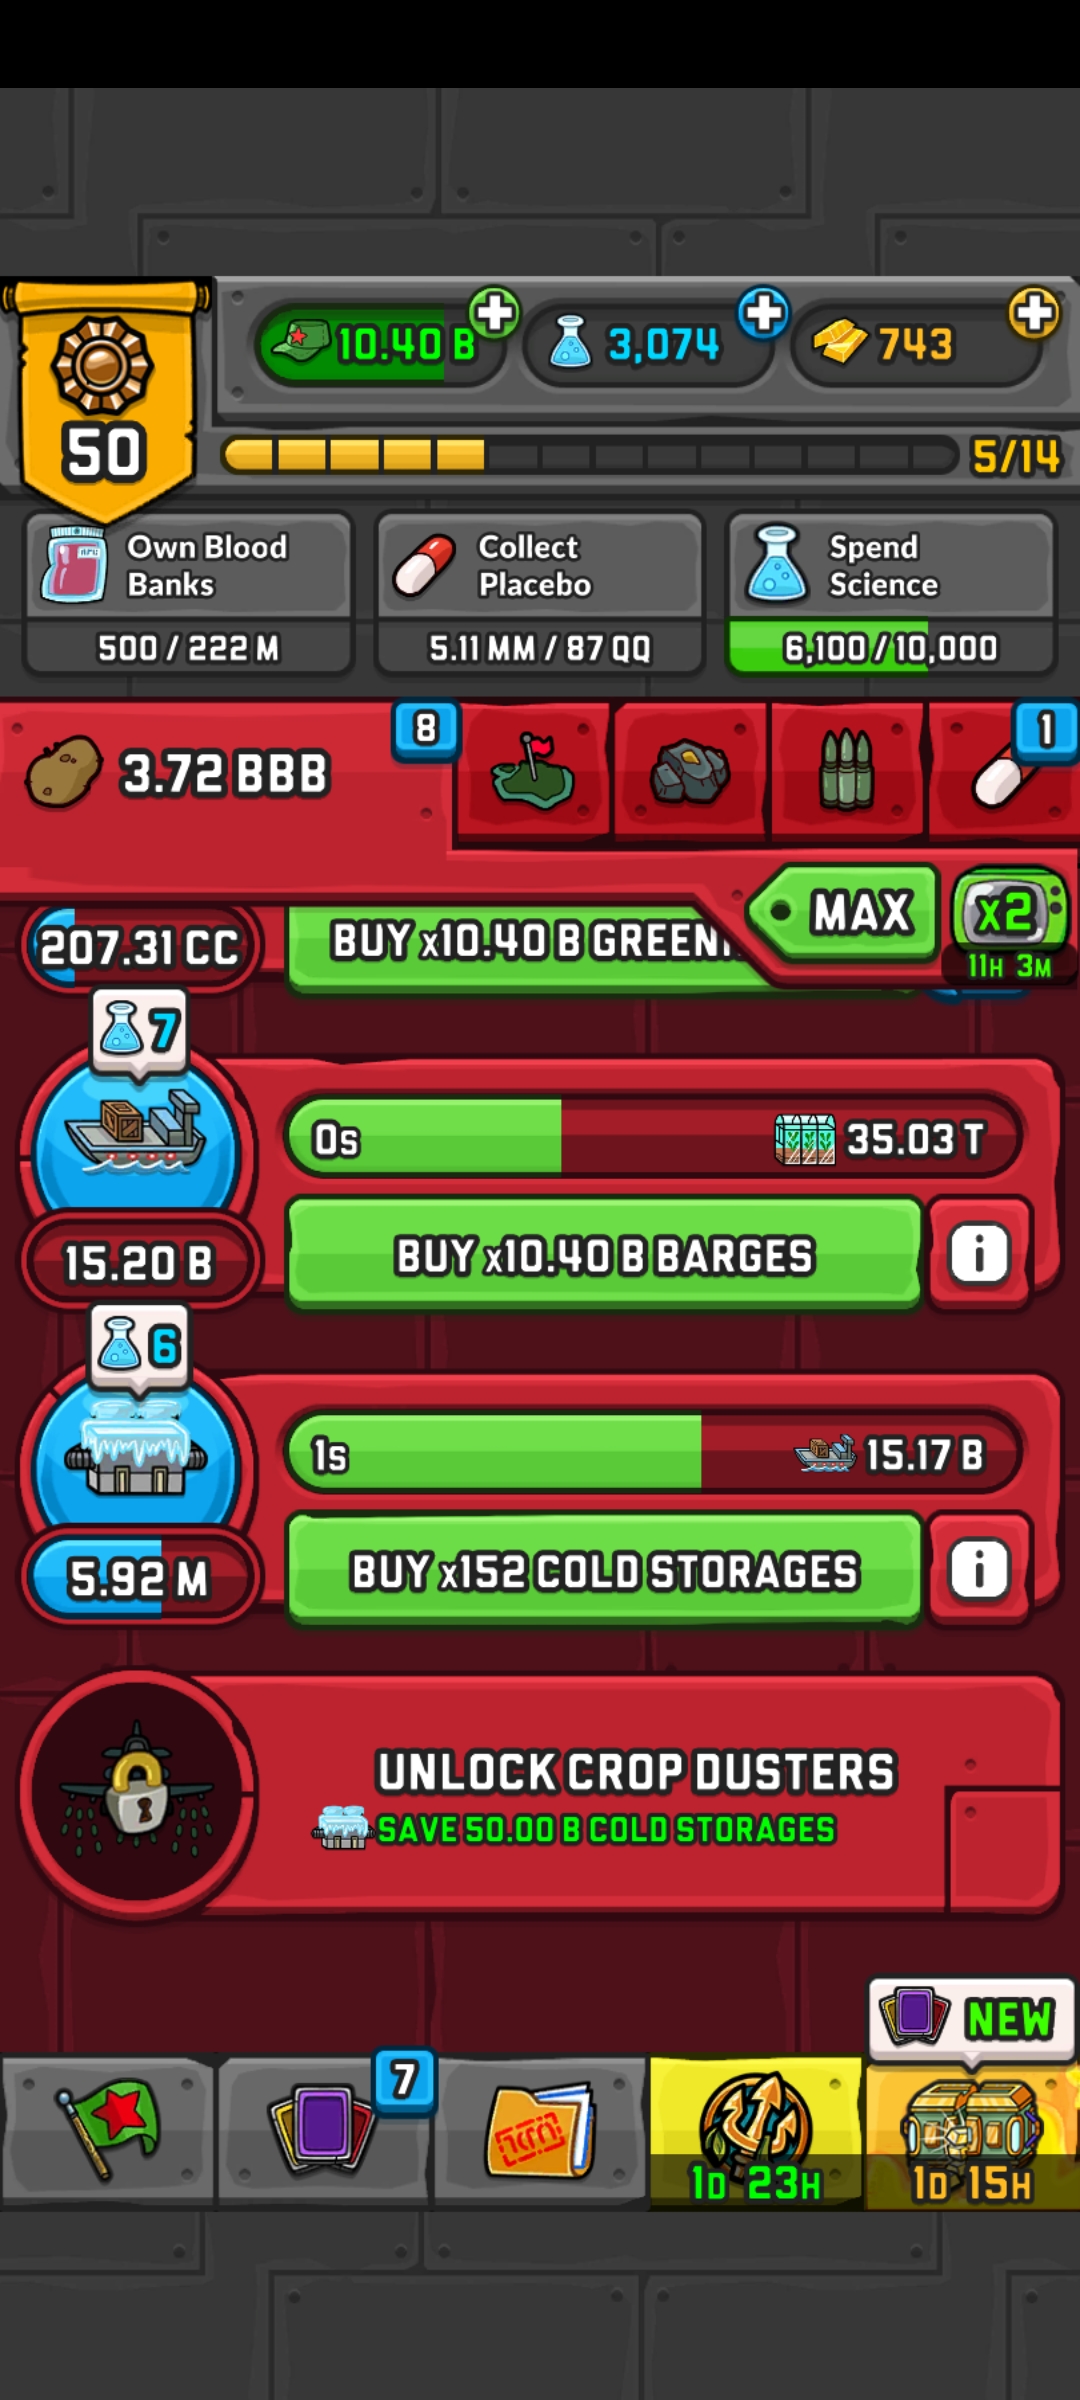 10.40 B
3,074
743
50
5/14
Own Blood
Banks
500 / 222 M
Collect
Placebo
5.11 MM / 87 QQ
Spend
Science
6,100 / 10,000
3.72 BBB
8
1
MAX
x2
11H 3M
207.31 CC
BUY x10.40 B GREEN
7
0s
35.03 T
15.20 B
BUY x10.40 B BARGES
i
6
1s
15.17 B
5.92 M
BUY x152 COLD STORAGES
i
UNLOCK CROP DUSTERS
SAVE 50.00 B COLD STORAGES
NEW
7
1D 23H
1D 15H